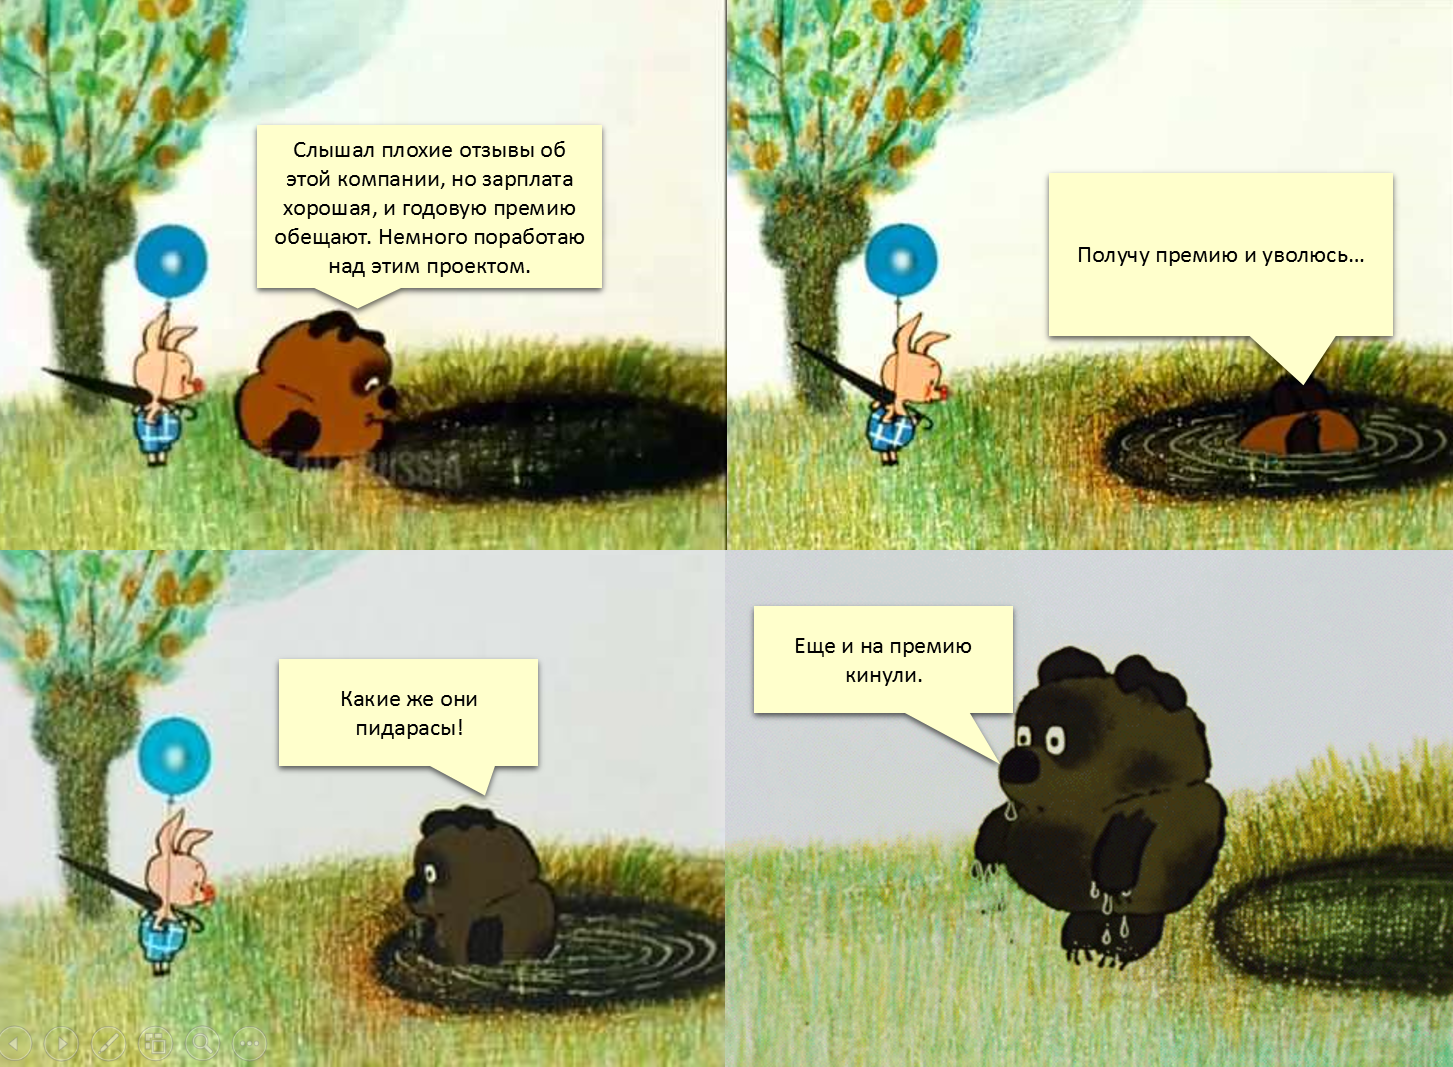 Слышал плохие отзывы об
этой компании, но зарплата
хорошая, и годовую премию
обещают. Немного поработаю
над этим проектом.
Получу премию и уволюсь...
Какие же они
пидарасы!
Еще и на премию
кинули.